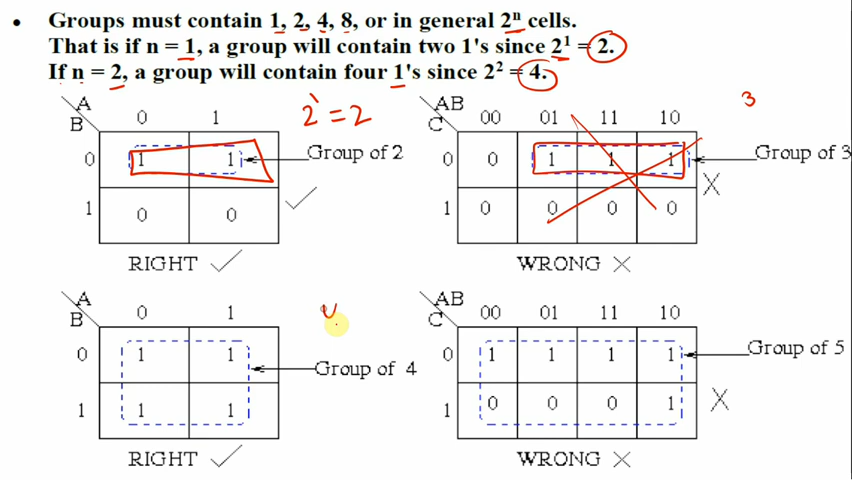 • Groups must contain 1, 2, 4, 8, or in general 2ⁿ cells.
That is if n = 1, a group will contain two 1's since 2¹ = 2.
If n = 2, a group will contain four 1's since 2² = 4.
A
B
0 1
2¹ = 2
0 1 1
Group of 2
1 0 0
RIGHT ✓
AB
C
00 01 11 10
3
0 0 1 1 1
Group of 3
1 0 0 0 0
WRONG ✗
A
B
0 1
0 1 1
Group of 4
1 1 1
RIGHT ✓
AB
C
00 01 11 10
0 1 1 1 1
Group of 5
1 0 0 0 1
WRONG ✗